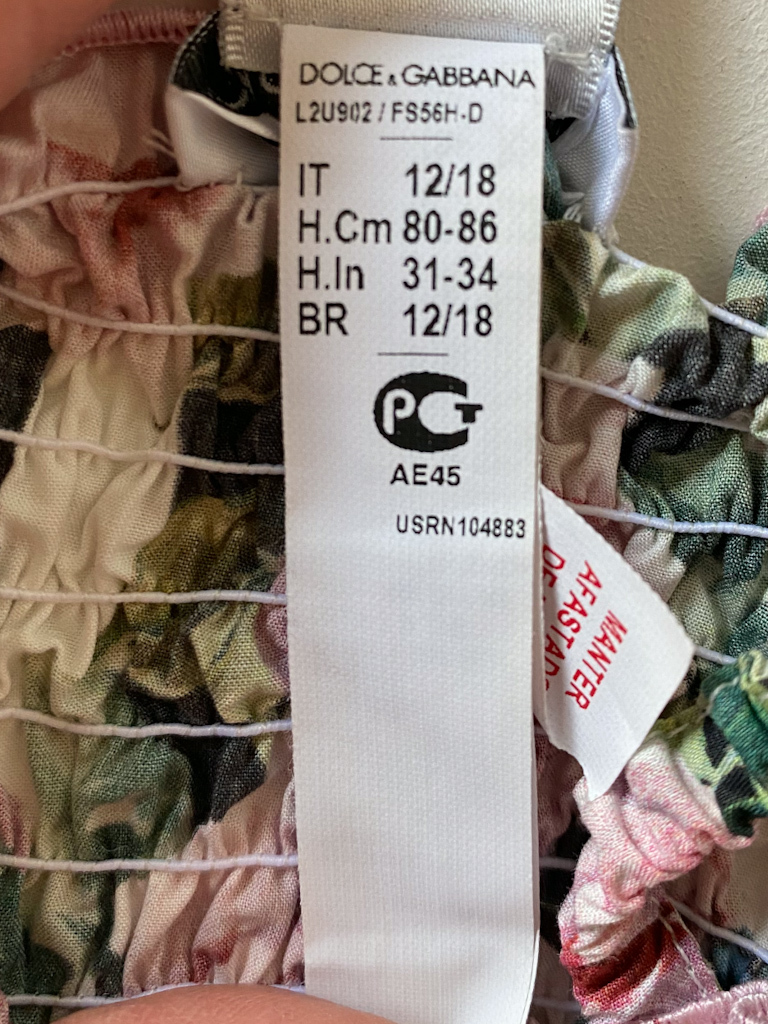 DOLCE & GABBANA
L2U902 / FS56H-D
IT 12/18
H.Cm 80-86
H.In 31-34
BR 12/18
РСТ
AE45
USRN104883
MANTER
AFASTADO